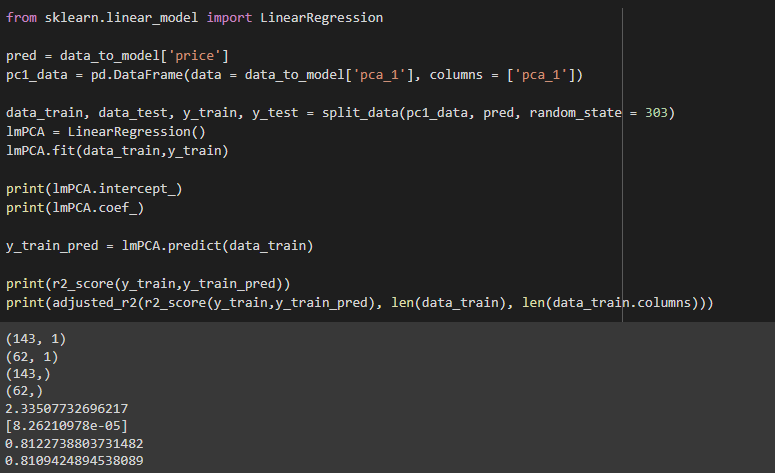 from sklearn.linear_model import LinearRegression
pred = data_to_model['price']
pc1_data = pd.DataFrame(data = data_to_model['pca_1'], columns = ['pca_1'])
data_train, data_test, y_train, y_test = split_data(pc1_data, pred, random_state = 303)
lmPCA = LinearRegression()
lmPCA.fit(data_train,y_train)
print(lmPCA.intercept_)
print(lmPCA.coef_)
y_train_pred = lmPCA.predict(data_train)
print(r2_score(y_train,y_train_pred))
print(adjusted_r2(r2_score(y_train,y_train_pred), len(data_train), len(data_train.columns)))
(143, 1)
(62, 1)
(143,)
(62,)
2.33507732696217
[8.26210978e-05]
0.8122738803731482
0.8109424894538089